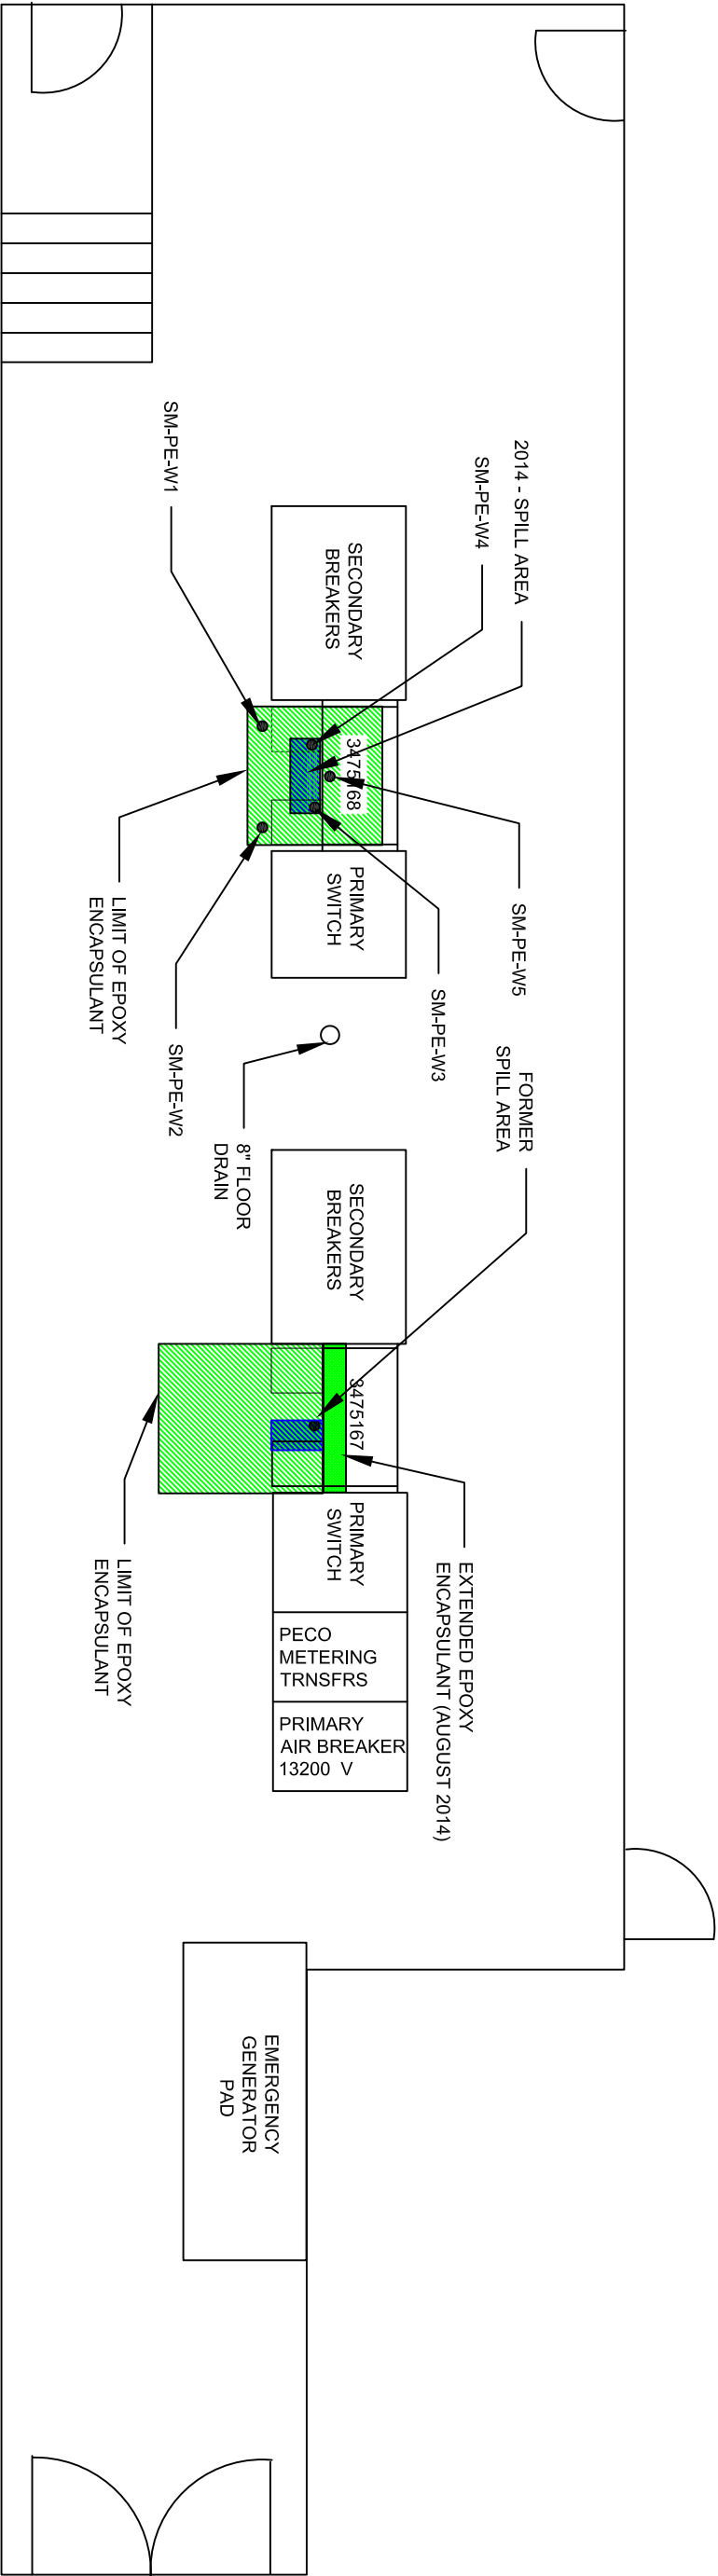 2014 - SPILL AREA
SM-PE-W4
SM-PE-W1
SECONDARY
BREAKERS
3475168
PRIMARY
SWITCH
SM-PE-W5
SM-PE-W3
LIMIT OF EPOXY
ENCAPSULANT
SM-PE-W2
8" FLOOR
DRAIN
FORMER
SPILL AREA
SECONDARY
BREAKERS
3475167
PRIMARY
SWITCH
EXTENDED EPOXY
ENCAPSULANT (AUGUST 2014)
LIMIT OF EPOXY
ENCAPSULANT
PECO
METERING
TRNSFRS
PRIMARY
AIR BREAKER
13200 V
EMERGENCY
GENERATOR
PAD